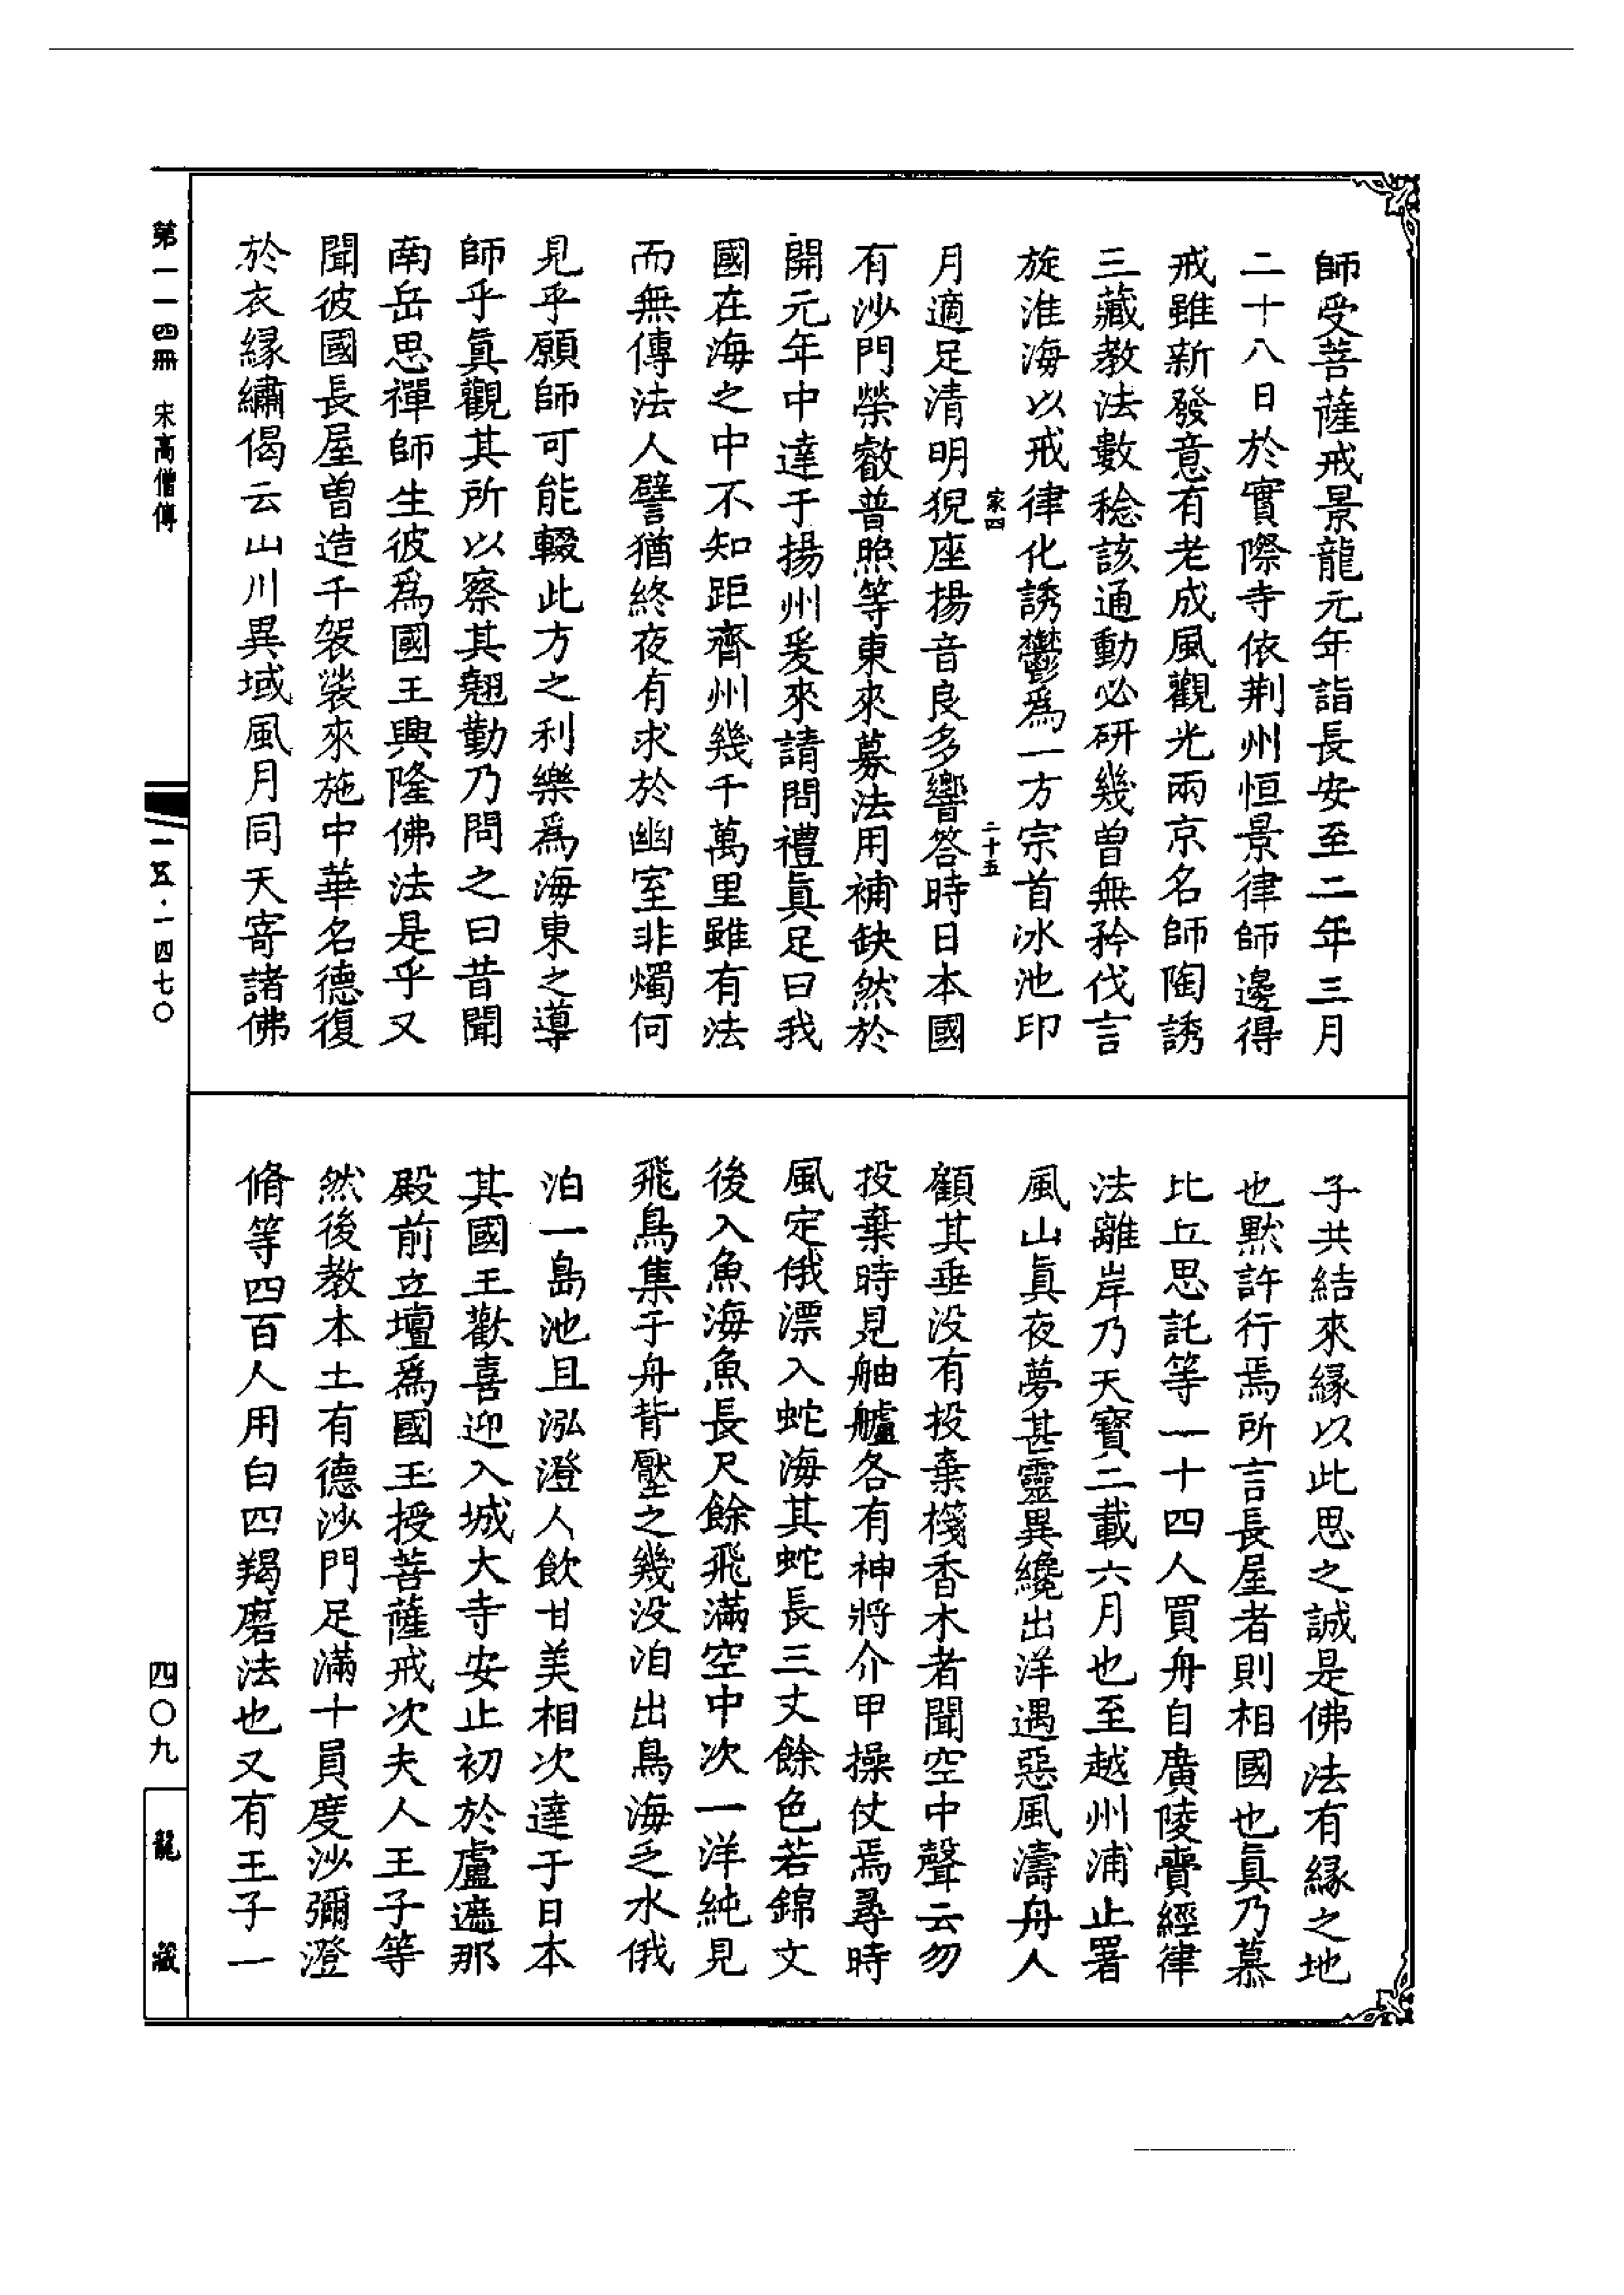 師受菩薩戒景龍元年詣長安至二年三月
二十八日於實際寺依荆州恒景律師邊得
戒雖新發意有老成風觀光兩京名師陶誘
三藏教法數稔該通動必研幾曾無矜伐言
旋淮海以戒律化誘鬱爲一方宗首冰池印
家四
二十五
月適足清明猊座揚音良多響答時日本國
有沙門榮叡普照等東來募法用補缺然於
開元年中達于揚州爰來請問禮眞足曰我
國在海之中不知距齊州幾千萬里雖有法
而無傳法人譬猶終夜有求於幽室非燭何
見乎願師可能輟此方之利樂爲海東之導
師乎眞觀其所以察其翹勤乃問之曰昔聞
南岳思禪師生彼爲國王興隆佛法是乎又
聞彼國長屋曾造千袈裟來施中華名德復
於衣緣繡偈云山川異域風月同天寄諸佛
子共結來緣以此思之誠是佛法有緣之地
也默許行焉所言長屋者則相國也眞乃慕
比丘思託等一十四人買舟自廣陵賷經律
法離岸乃天寶二載六月也至越州浦止署
風山眞夜夢甚靈異纔出洋遇惡風濤舟人
顧其垂没有投棄棧香木者聞空中聲云勿
投棄時見舳艫各有神將介甲操仗焉尋時
風定俄漂入蛇海其蛇長三丈餘色若錦文
後入魚海魚長尺餘飛滿空中次一洋純見
飛鳥集于舟背壓之幾没洎出鳥海乏水俄
泊一島池且泓澄人飲甘美相次達于日本
其國王歡喜迎入城大寺安止初於盧遮那
殿前立壇爲國王授菩薩戒次夫人王子等
然後教本土有德沙門足滿十員度沙彌澄
脩等四百人用白四羯磨法也又有王子一
第一一四冊 宋高僧傳
一五·一四七〇
四〇九
龍藏